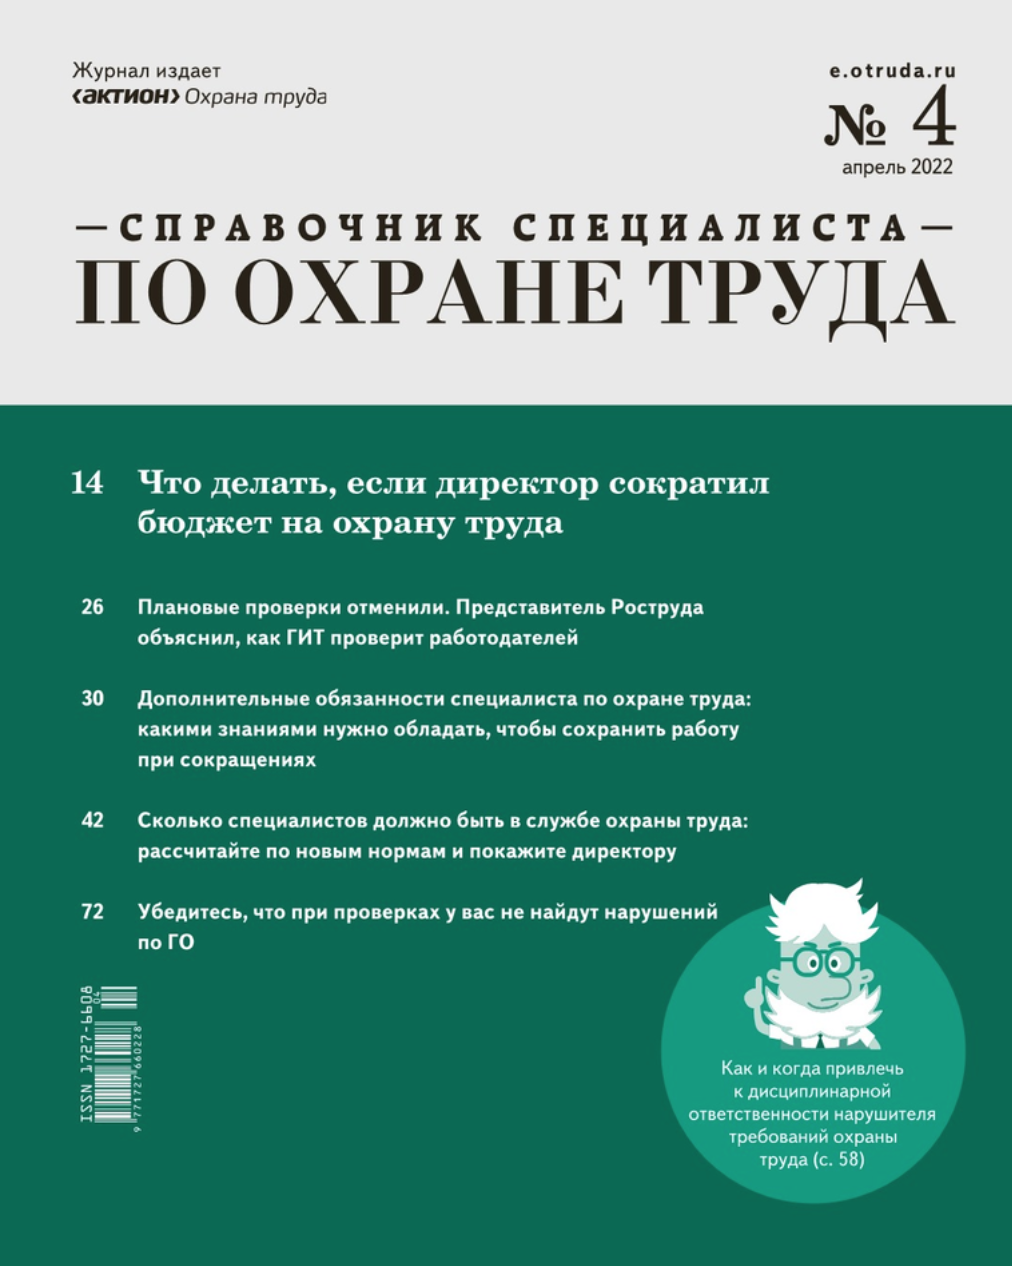 Журнал издает
‹актион› Охрана труда
e.otruda.ru
№ 4
апрель 2022
— СПРАВОЧНИК СПЕЦИАЛИСТА —
ПО ОХРАНЕ ТРУДА
14 Что делать, если директор сократил
бюджет на охрану труда
26 Плановые проверки отменили. Представитель Роструда
объяснил, как ГИТ проверит работодателей
30 Дополнительные обязанности специалиста по охране труда:
какими знаниями нужно обладать, чтобы сохранить работу
при сокращениях
42 Сколько специалистов должно быть в службе охраны труда:
рассчитайте по новым нормам и покажите директору
72 Убедитесь, что при проверках у вас не найдут нарушений
по ГО
ISSN 1727-6608
04
9 771727 660228
Как и когда привлечь
к дисциплинарной
ответственности нарушителя
требований охраны
труда (с. 58)